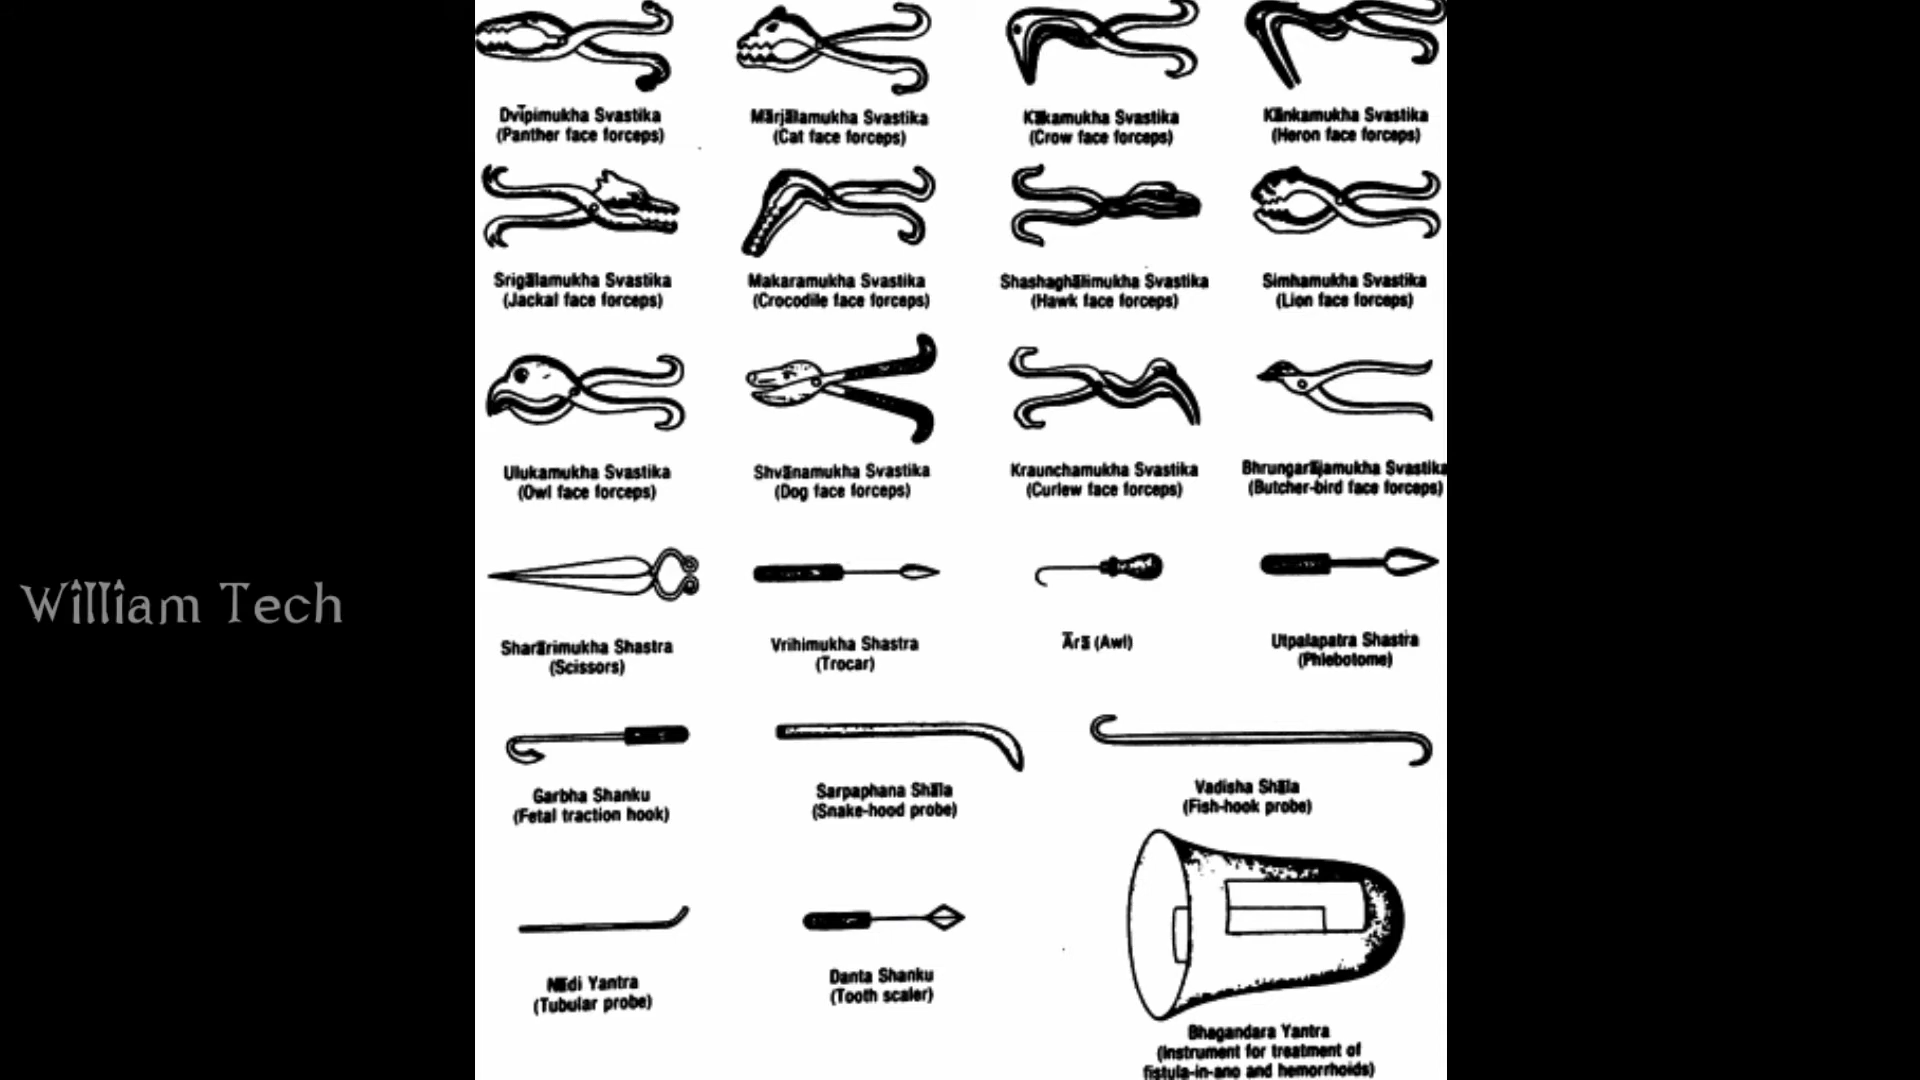 Dvīpimukha Svastika
(Panther face forceps)
Mārjālamukha Svastika
(Cat face forceps)
Kākamukha Svastika
(Crow face forceps)
Kānkamukha Svastika
(Heron face forceps)
Srigālamukha Svastika
(Jackal face forceps)
Makaramukha Svastika
(Crocodile face forceps)
Shashaghālimukha Svastika
(Hawk face forceps)
Simhamukha Svastika
(Lion face forceps)
Ulukamukha Svastika
(Owl face forceps)
Shvānamukha Svastika
(Dog face forceps)
Kraunchamukha Svastika
(Curlew face forceps)
Bhrungarājamukha Svastika
(Butcher-bird face forceps)
William Tech
Sharārimukha Shastra
(Scissors)
Vrihimukha Shastra
(Trocar)
Ārā (Awl)
Utpalapatra Shastra
(Phlebotome)
Garbha Shanku
(Fetal traction hook)
Sarpaphana Shāla
(Snake-hood probe)
Vadisha Shāla
(Fish-hook probe)
Nādi Yantra
(Tubular probe)
Danta Shanku
(Tooth scaler)
Bhagandara Yantra
(Instrument for treatment of
fistula-in-ano and hemorrhoids)